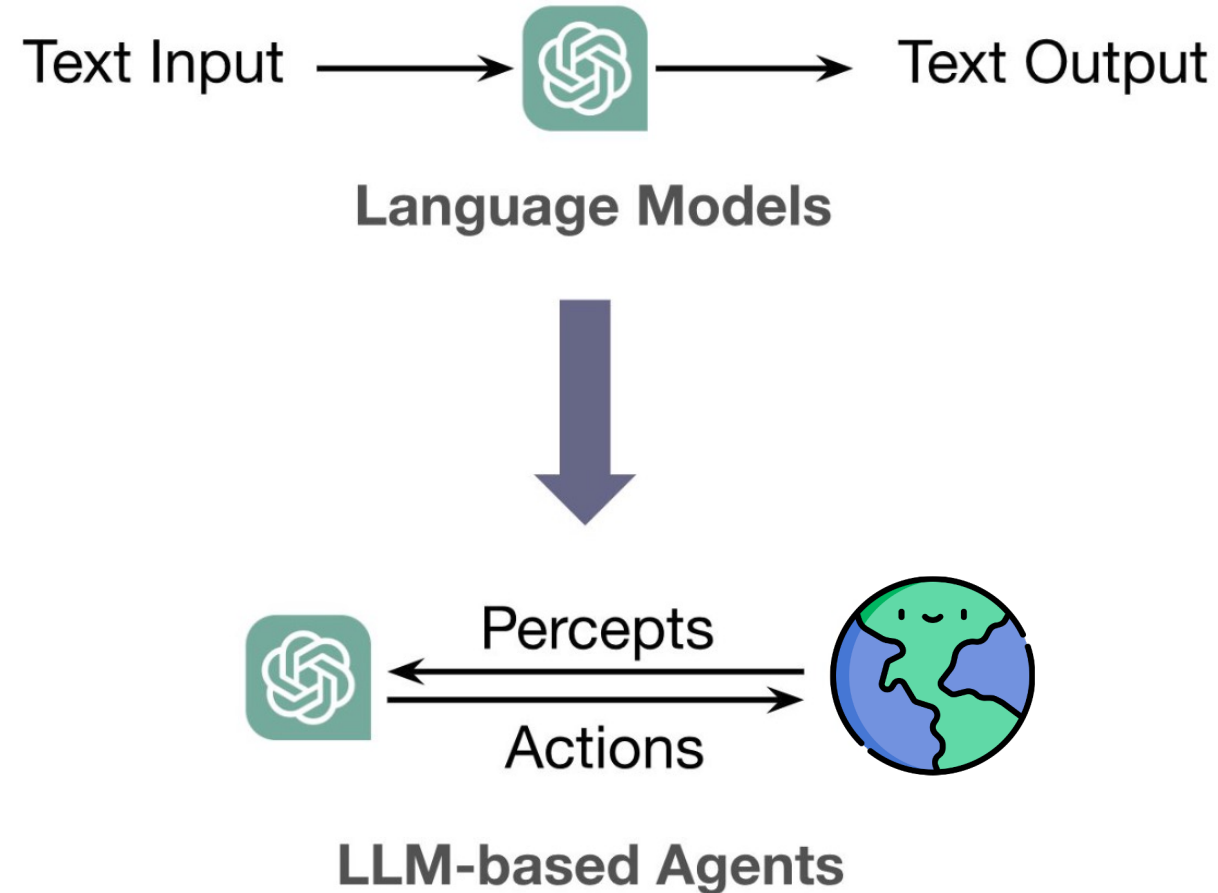 Text Input
Text Output
Language Models
Percepts
Actions
LLM-based Agents